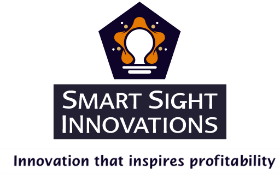 SMART SIGHT
INNOVATIONS
Innovation that inspires profitability